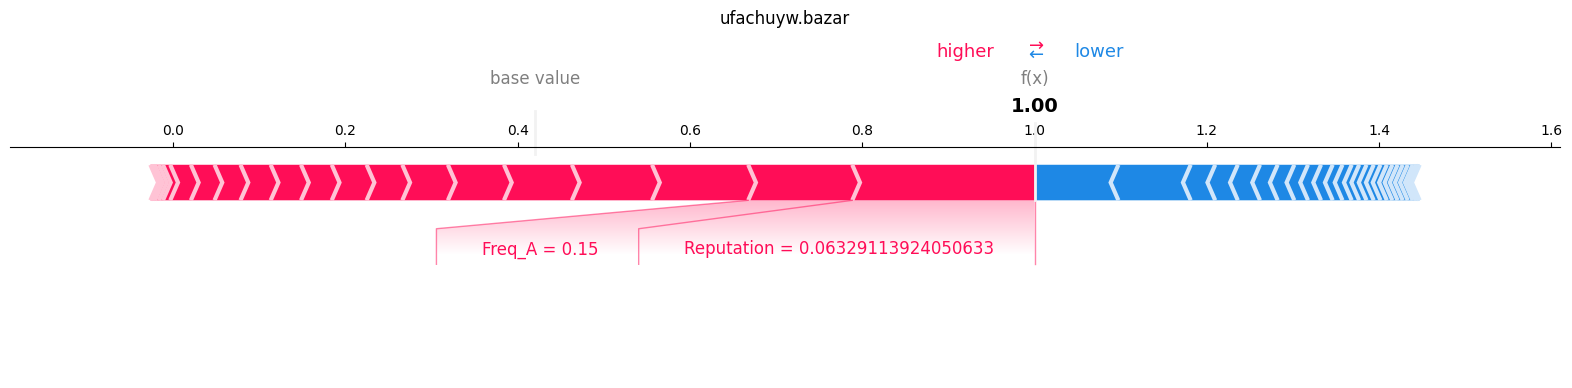 ufachuyw.bazar
higher → ← lower
base value f(x)
1.00
0.0 0.2 0.4 0.6 0.8 1.0 1.2 1.4 1.6
Freq_A = 0.15 Reputation = 0.06329113924050633